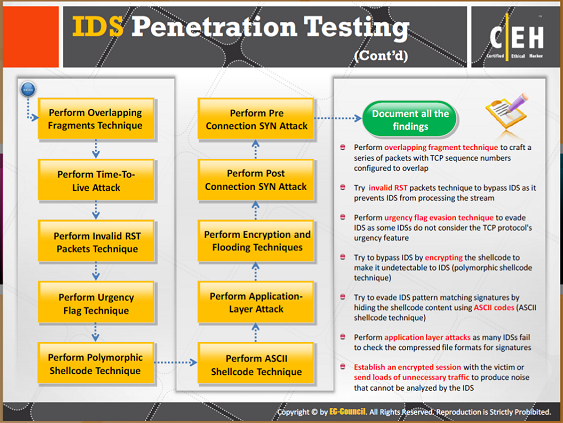 IDS Penetration Testing
(Cont'd)
C|EH
Certified Ethical Hacker
Perform Overlapping
Fragments Technique
Perform Time-To-
Live Attack
Perform Invalid RST
Packets Technique
Perform Urgency
Flag Technique
Perform Polymorphic
Shellcode Technique
Perform Pre
Connection SYN Attack
Perform Post
Connection SYN Attack
Perform Encryption and
Flooding Techniques
Perform Application-
Layer Attack
Perform ASCII
Shellcode Technique
Document all the
findings
Perform overlapping fragment technique to craft a
series of packets with TCP sequence numbers
configured to overlap
Try invalid RST packets technique to bypass IDS as it
prevents IDS from processing the stream
Perform urgency flag evasion technique to evade
IDS as some IDSs do not consider the TCP protocol's
urgency feature
Try to bypass IDS by encrypting the shellcode to
make it undetectable to IDS (polymorphic shellcode
technique)
Try to evade IDS pattern matching signatures by
hiding the shellcode content using ASCII codes (ASCII
shellcode technique)
Perform application layer attacks as many IDSs fail
to check the compressed file formats for signatures
Establish an encrypted session with the victim or
send loads of unnecessary traffic to produce noise
that cannot be analyzed by the IDS
Copyright © by EC-Council. All Rights Reserved. Reproduction is Strictly Prohibited.